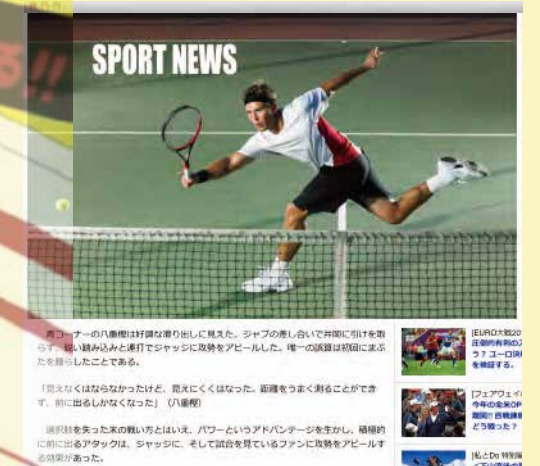 る!!
SPORT NEWS
青コーナーの八重樫は好調な滑り出しに見えた。ジャブの差し合いで井岡に引けを取
らず、鋭い踏み込みと連打でジャッジに攻勢をアピールした。唯一の誤算は初回にまぶ
たを腫らしたことである。
「見えなくはならなかったけど、見えにくくはなった。距離をうまく測ることができ
ず、前に出るしかなくなった」(八重樫)
選択肢を失った末の戦い方とはいえ、パワーというアドバンテージを生かし、積極的
に前に出るアタックは、ジャッジに、そして試合を見ているファンに攻勢をアピールす
る効果があった。
[EURO大戦201
圧倒的有利のス
う?ユーロ決
を検証する。
[フェアウェイ
今年の全米OP
どう戦った?
[私とDo 特別